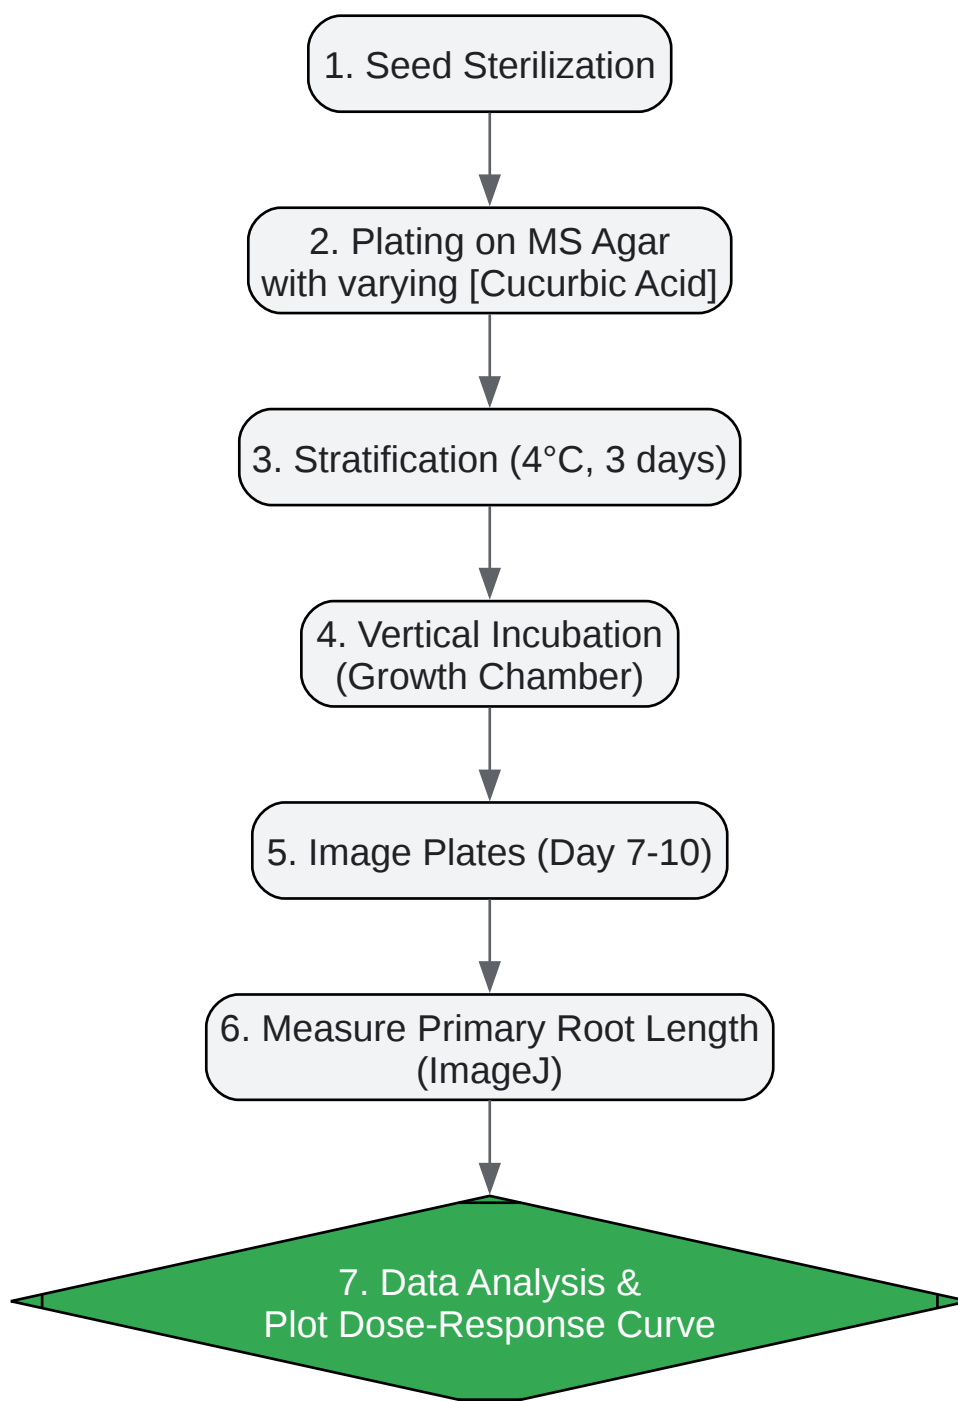 1. Seed Sterilization
2. Plating on MS Agar
with varying [Cucurbic Acid]
3. Stratification (4°C, 3 days)
4. Vertical Incubation
(Growth Chamber)
5. Image Plates (Day 7-10)
6. Measure Primary Root Length
(ImageJ)
7. Data Analysis &
Plot Dose-Response Curve